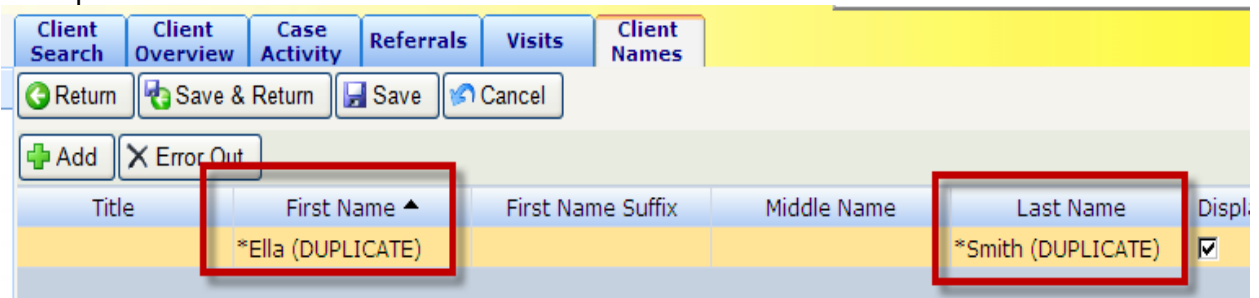 Client Search Client Overview Case Activity Referrals Visits Client Names
Return Save & Return Save Cancel
Add Error Out
Title First Name First Name Suffix Middle Name Last Name
*Ella (DUPLICATE) *Smith (DUPLICATE)